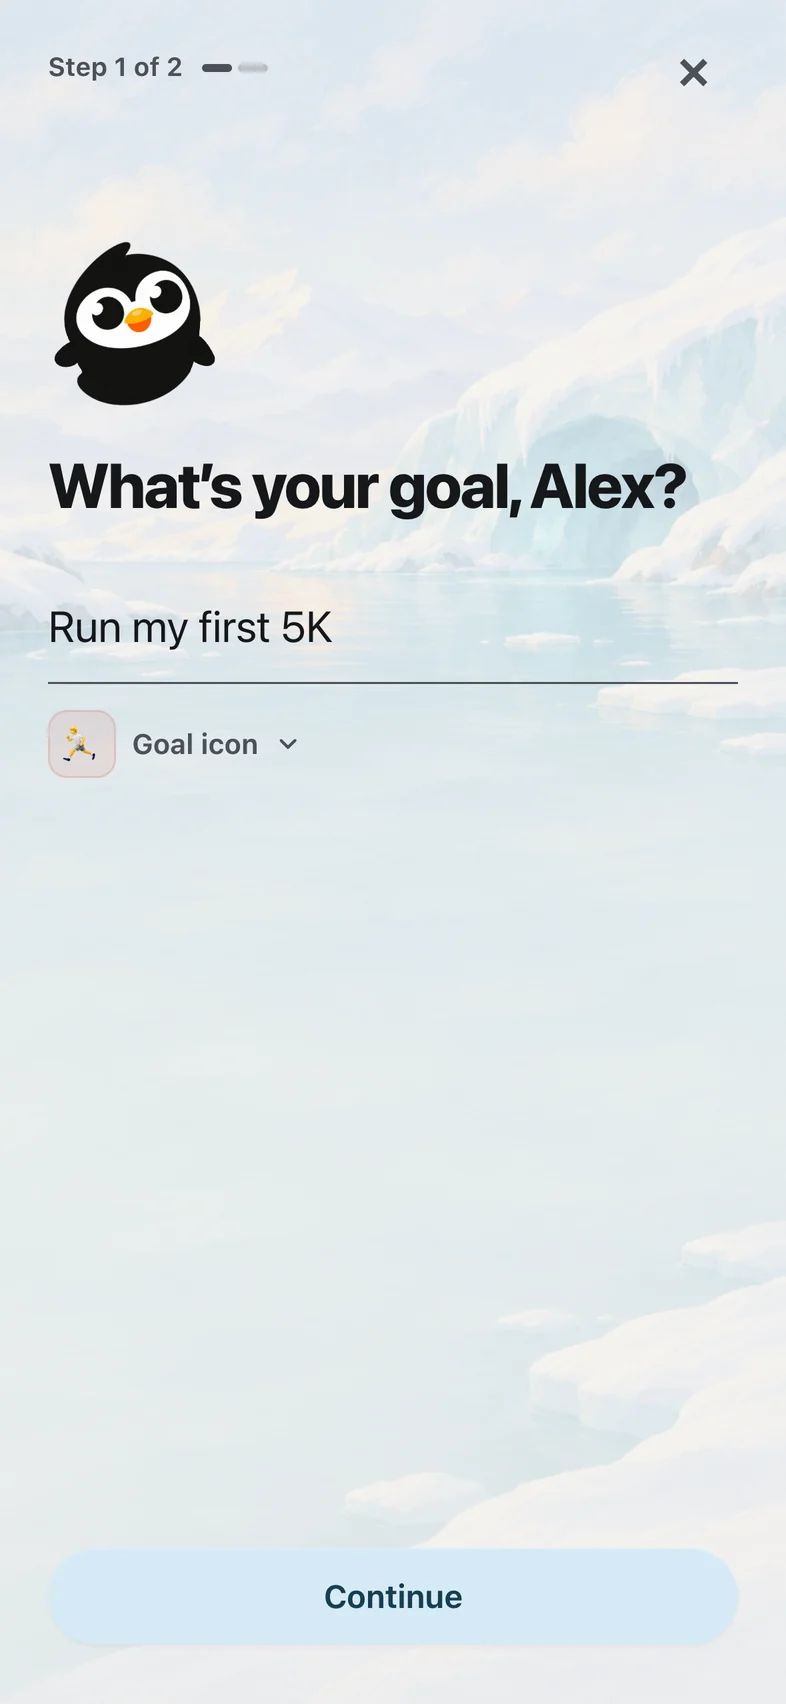 Step 1 of 2
What's your goal, Alex?
Run my first 5K
Goal icon
Continue